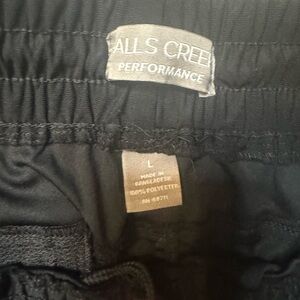 ALLS CREE
PERFORMANCE
L
MADE IN
BANGLADESH
100% POLYESTER